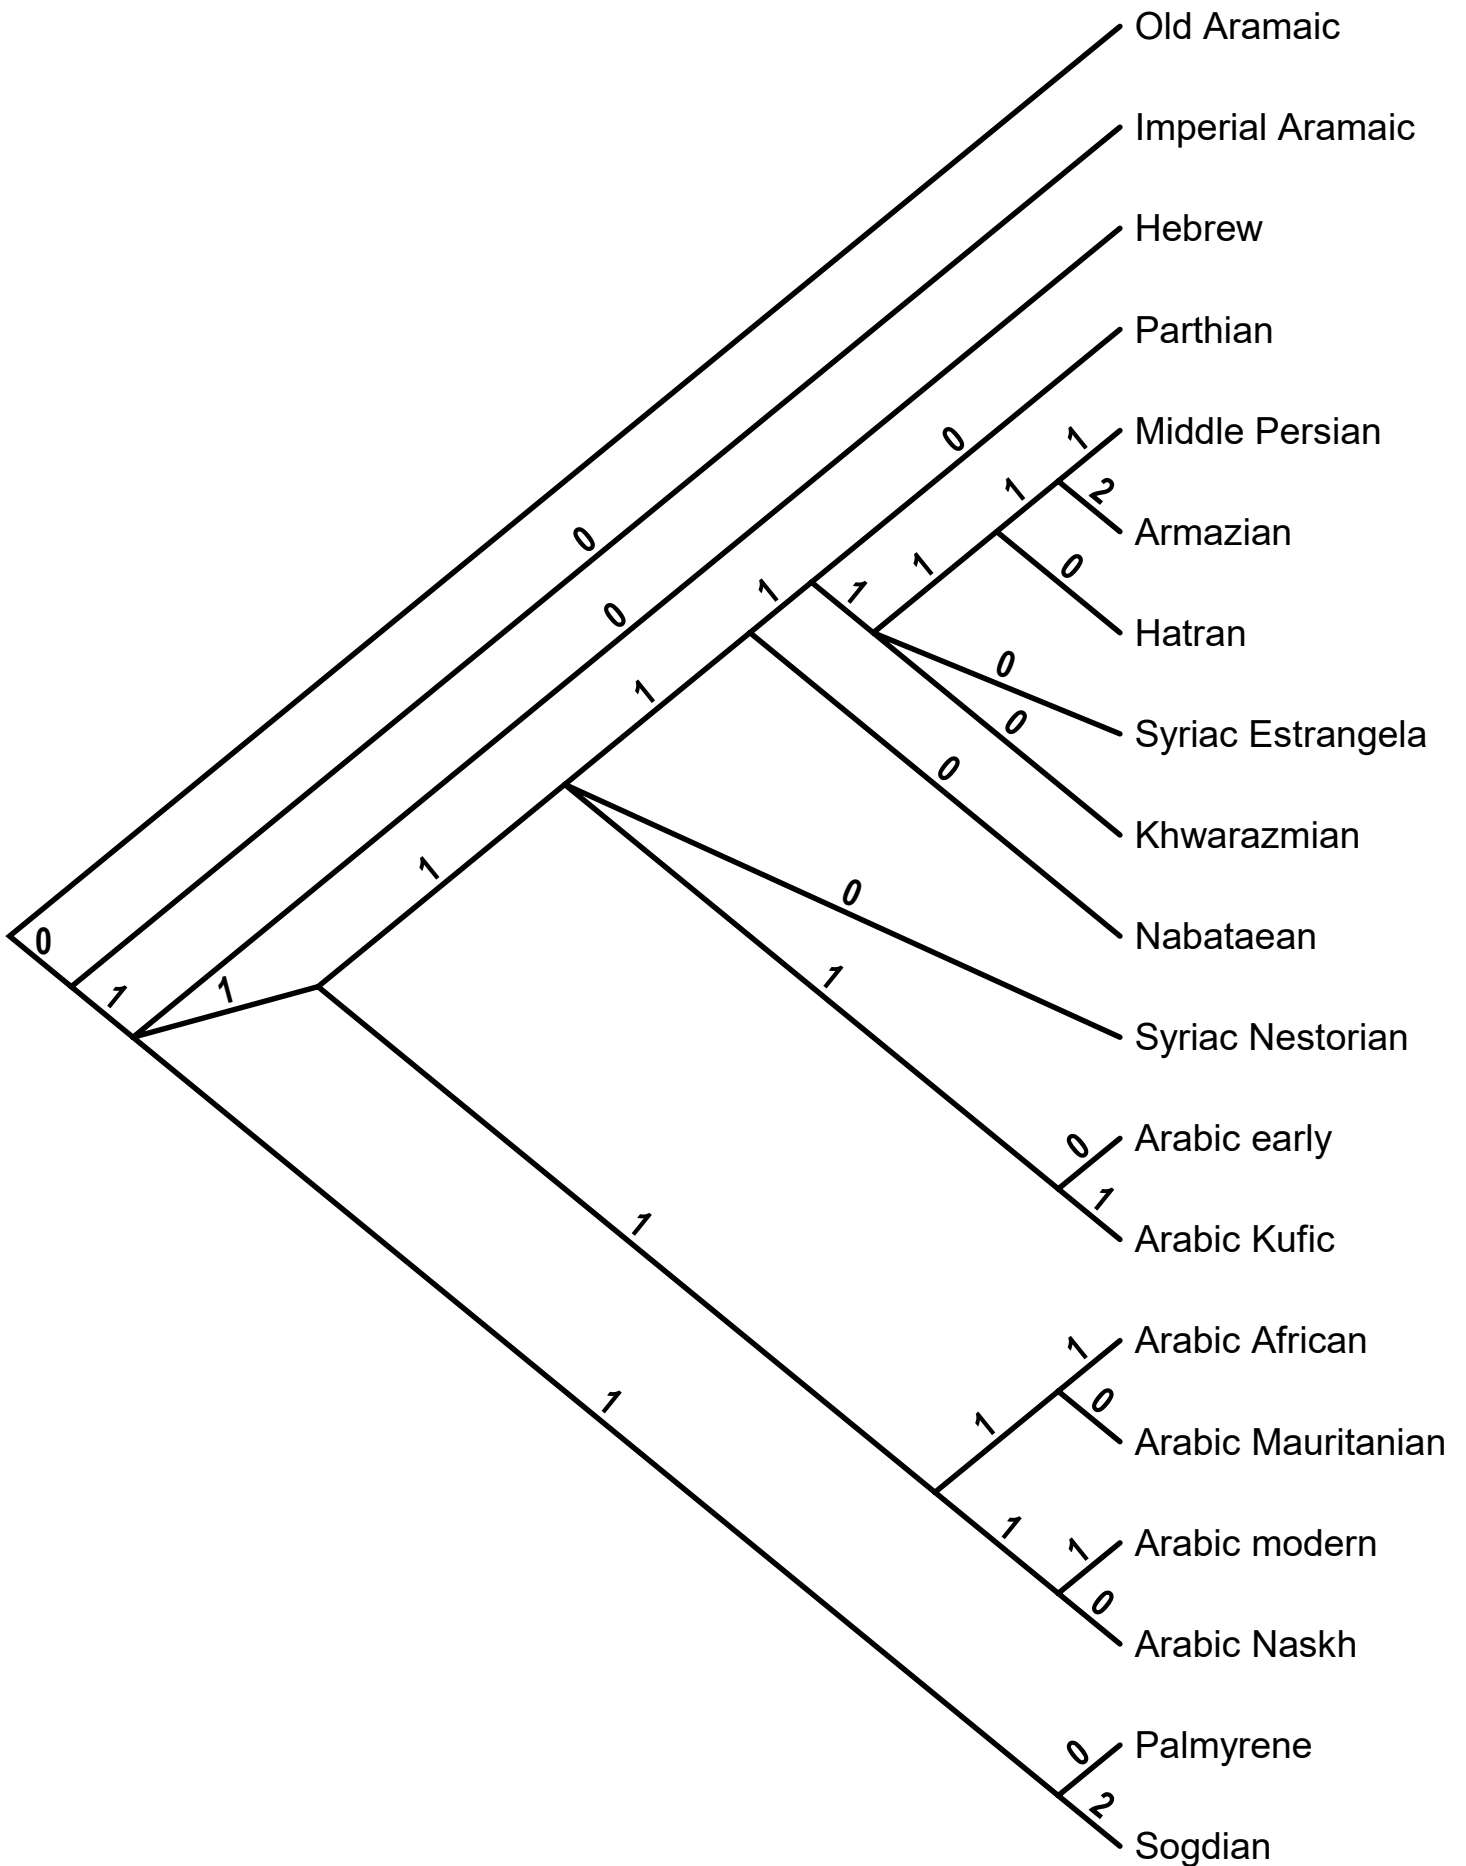 Old Aramaic
Imperial Aramaic
Hebrew
Parthian
0
1
Middle Persian
1
2
Armazian
0
1
0
Hatran
1
1
0
0
Syriac Estrangela
1
0
0
Khwarazmian
1
0
Nabataean
0
1
1
Syriac Nestorian
1
0
Arabic early
1
Arabic Kufic
1
1
Arabic African
1
0
1
Arabic Mauritanian
1
1
Arabic modern
0
Arabic Naskh
0
Palmyrene
2
Sogdian